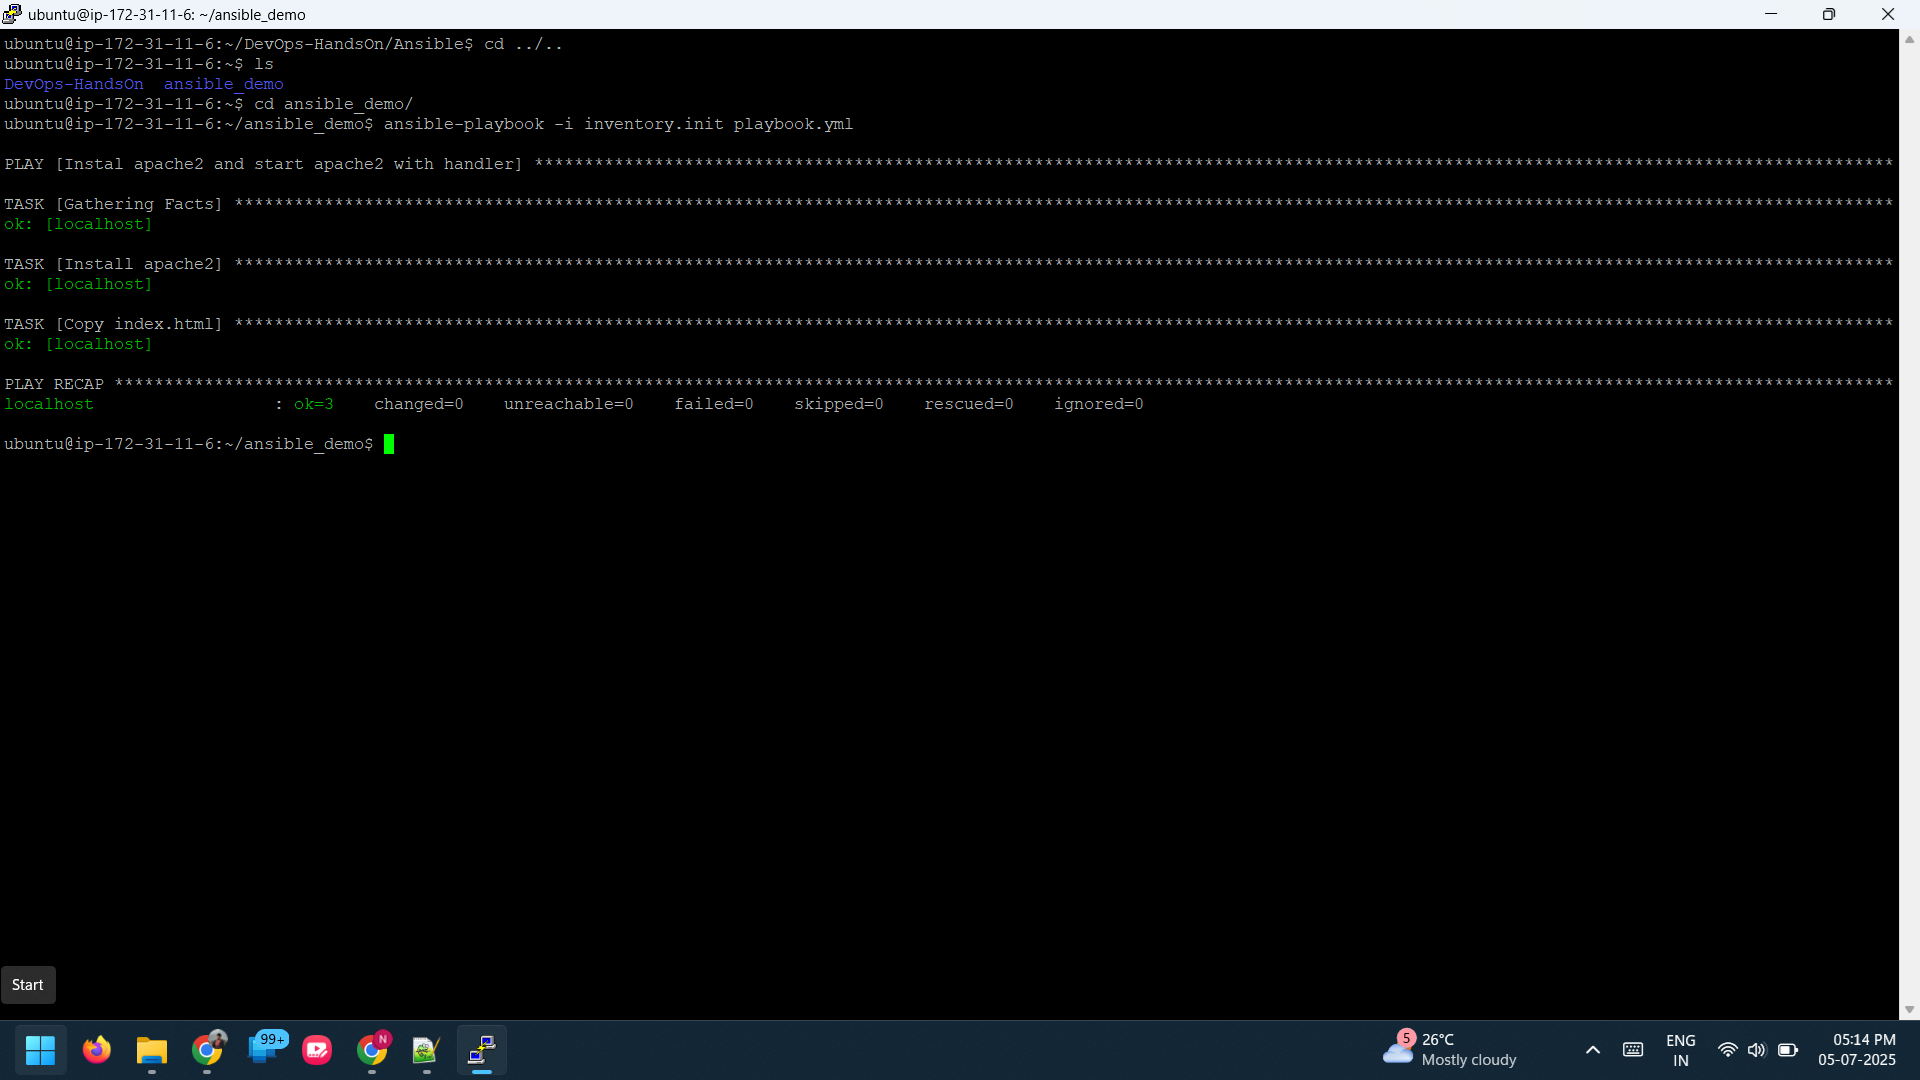 ubuntu@ip-172-31-11-6: ~/ansible_demo
ubuntu@ip-172-31-11-6:~/DevOps-HandsOn/Ansible$ cd ../..
ubuntu@ip-172-31-11-6:~$ ls
DevOps-HandsOn  ansible_demo
ubuntu@ip-172-31-11-6:~$ cd ansible_demo/
ubuntu@ip-172-31-11-6:~/ansible_demo$ ansible-playbook -i inventory.init playbook.yml
PLAY [Instal apache2 and start apache2 with handler] ****************************************************************************************************************************************
TASK [Gathering Facts] **********************************************************************************************************************************************************************
ok: [localhost]
TASK [Install apache2] **********************************************************************************************************************************************************************
ok: [localhost]
TASK [Copy index.html] **********************************************************************************************************************************************************************
ok: [localhost]
PLAY RECAP **********************************************************************************************************************************************************************************
localhost                  : ok=3    changed=0    unreachable=0    failed=0    skipped=0    rescued=0    ignored=0
ubuntu@ip-172-31-11-6:~/ansible_demo$
Start
99+
N
5
26°C
Mostly cloudy
ENG
IN
05:14 PM
05-07-2025